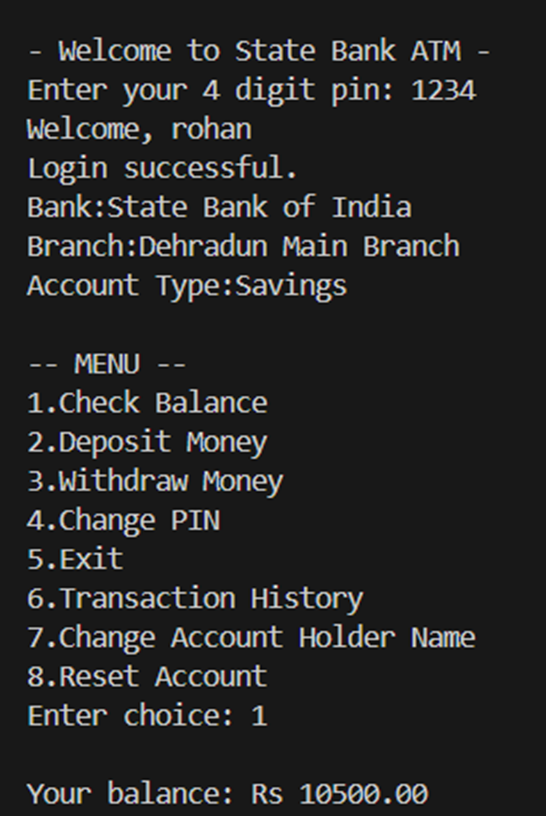 - Welcome to State Bank ATM -
Enter your 4 digit pin: 1234
Welcome, rohan
Login successful.
Bank:State Bank of India
Branch:Dehradun Main Branch
Account Type:Savings
-- MENU --
1.Check Balance
2.Deposit Money
3.Withdraw Money
4.Change PIN
5.Exit
6.Transaction History
7.Change Account Holder Name
8.Reset Account
Enter choice: 1
Your balance: Rs 10500.00